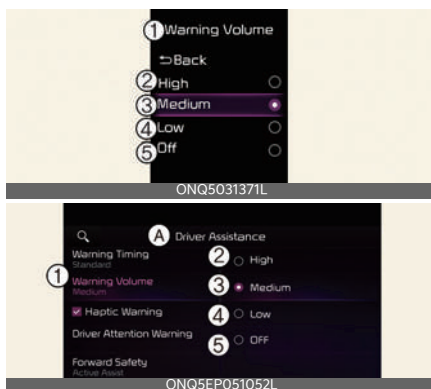 ① Warning Volume
⮌Back
② High
③ Medium
④ Low
⑤ Off
ONQ5031371L
Ⓐ Driver Assistance
Warning Timing
Standard
② High
① Warning Volume
Medium
③ Medium
Haptic Warning
④ Low
Driver Attention Warning
⑤ OFF
Forward Safety
Active Assist
ONQ5EP051052L